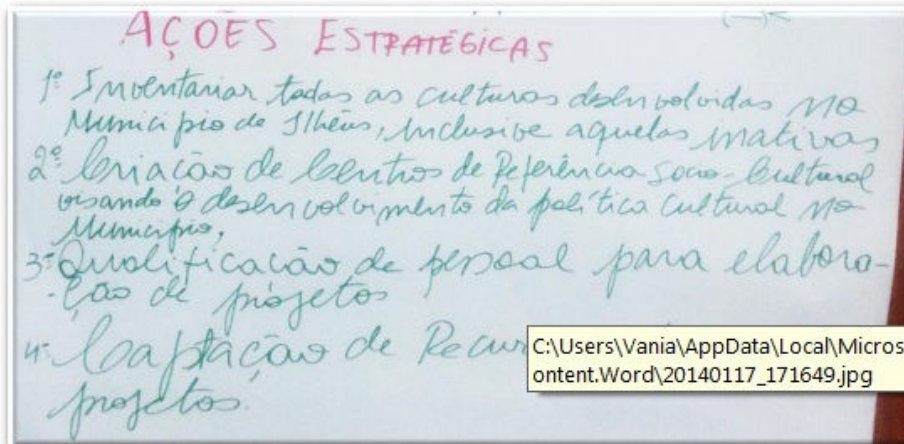 AÇÕES ESTRATÉGICAS
1º Inventariar todas as culturas desenvolvidas no
Município de Ilhéus, inclusive aquelas inativas
2º Criação de Centros de Referência Socio-Cultural
visando o desenvolvimento da política cultural no
Município.
3º Qualificação de pessoal para elabora-
ção de projetos
4º Captação de
projetos.
C:\Users\Vania\AppData\Local\Micros
ontent.Word\20140117_171649.jpg